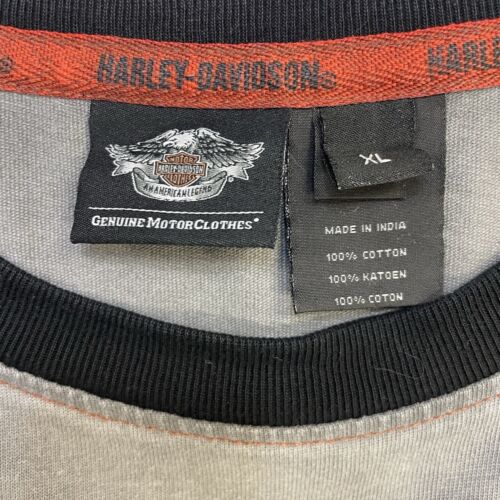 HARLEY-DAVIDSON®
HARLEY
MOTOR
HARLEY-DAVIDSON
CLOTHES
AN AMERICAN LEGEND
GENUINE MOTORCLOTHES®
XL
MADE IN INDIA
100% COTTON
100% KATOEN
100% COTON